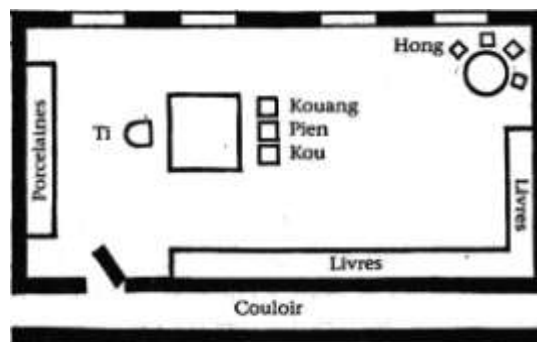 Hong
Kouang
Ti
Pien
Kou
Porcelaines
Livres
Livres
Couloir